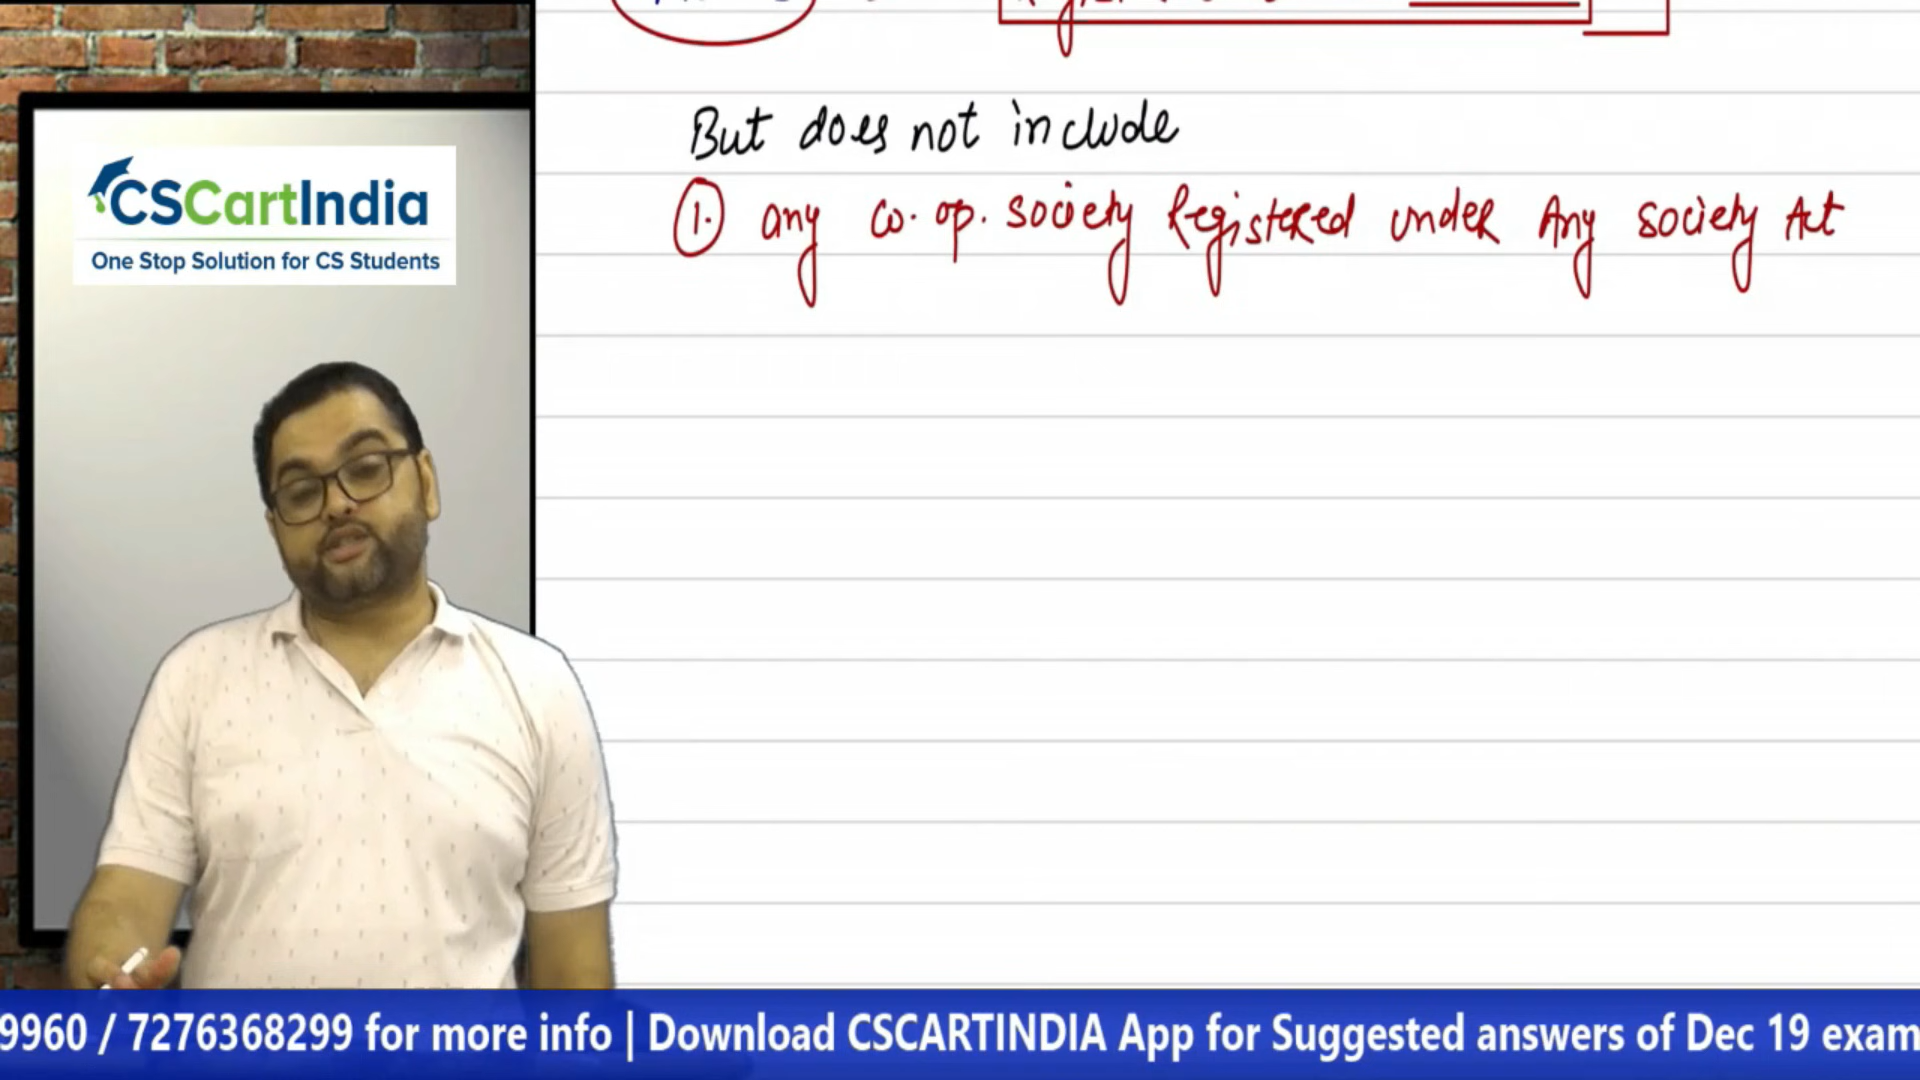 But does not include
1. any co. op. society Registered under Any society Act
CSCartIndia
One Stop Solution for CS Students
9960 / 7276368299 for more info | Download CSCARTINDIA App for Suggested answers of Dec 19 exam